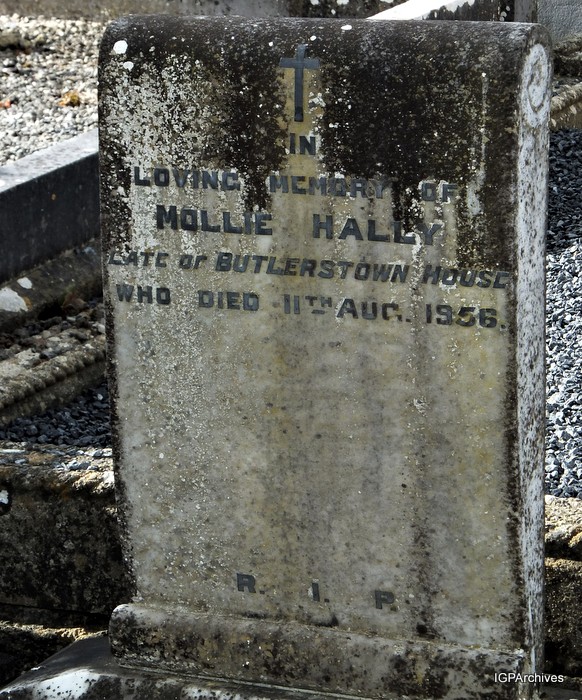 IN
LOVING MEMORY OF
MOLLIE HALLY
LATE OF BUTLERSTOWN HOUSE
WHO DIED 11TH AUG. 1956.
R. I. P.
IGPArchives